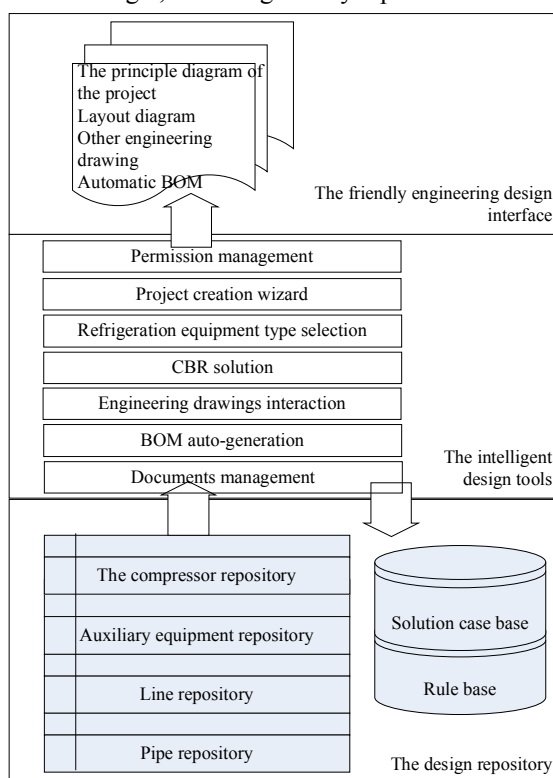 The principle diagram of
the project
Layout diagram
Other engineering
drawing
Automatic BOM
The friendly engineering design
interface
Permission management
Project creation wizard
Refrigeration equipment type selection
CBR solution
Engineering drawings interaction
BOM auto-generation
Documents management
The intelligent
design tools
The compressor repository
Auxiliary equipment repository
Line repository
Pipe repository
Solution case base
Rule base
The design repository